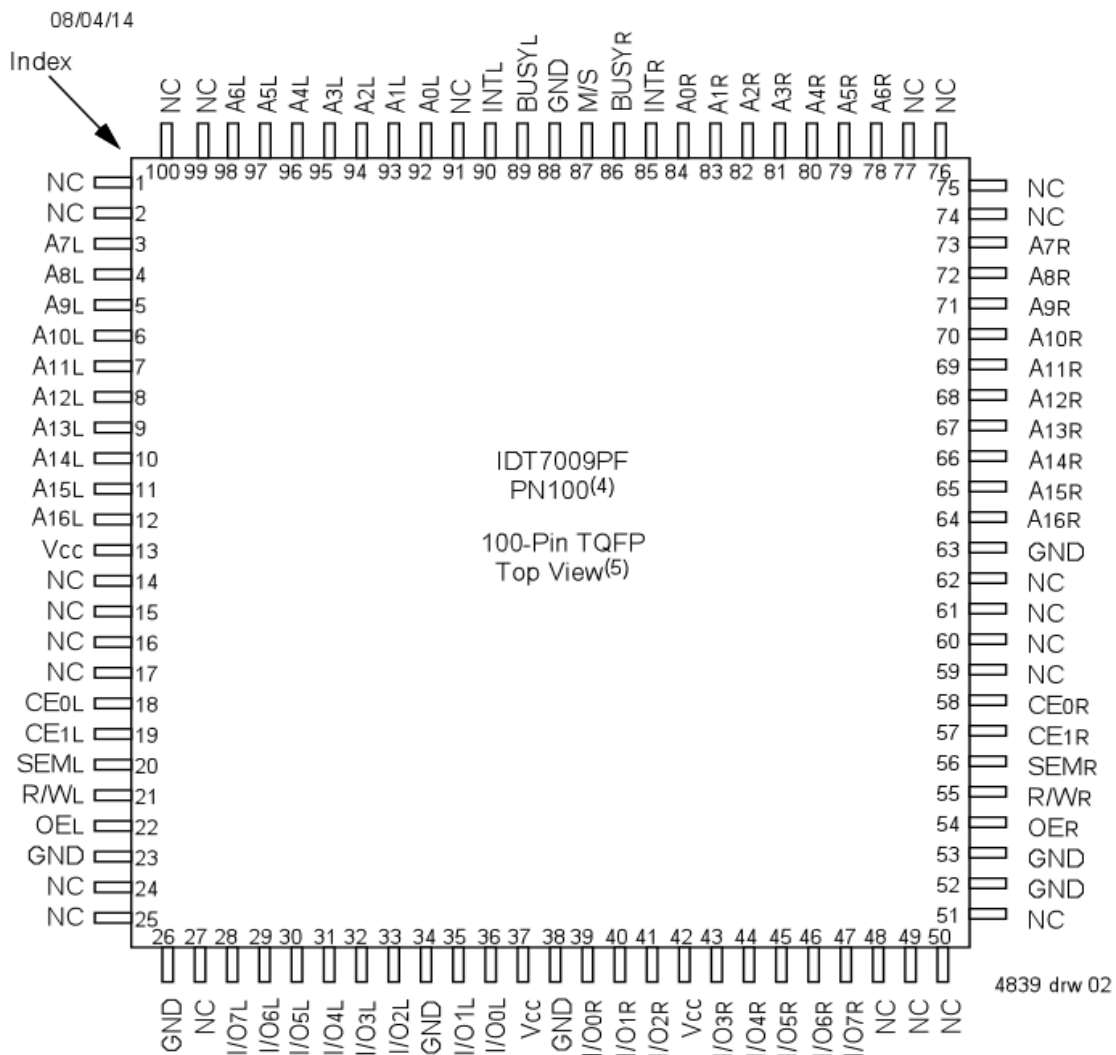 08/04/14
Index
NC NC A6L A5L A4L A3L A2L A1L A0L NC INTL BUSYL GND M/S BUSYR INTR A0R A1R A2R A3R A4R A5R A6R NC NC
100 99 98 97 96 95 94 93 92 91 90 89 88 87 86 85 84 83 82 81 80 79 78 77 76
NC 1 75 NC
NC 2 74 NC
A7L 3 73 A7R
A8L 4 72 A8R
A9L 5 71 A9R
A10L 6 70 A10R
A11L 7 69 A11R
A12L 8 68 A12R
A13L 9 67 A13R
A14L 10 66 A14R
A15L 11 65 A15R
A16L 12 64 A16R
Vcc 13 63 GND
NC 14 62 NC
NC 15 61 NC
NC 16 60 NC
NC 17 59 NC
CE0L 18 58 CE0R
CE1L 19 57 CE1R
SEML 20 56 SEMR
R/WL 21 55 R/WR
OEL 22 54 OER
GND 23 53 GND
NC 24 52 GND
NC 25 51 NC
IDT7009PF
PN100(4)
100-Pin TQFP
Top View(5)
26 27 28 29 30 31 32 33 34 35 36 37 38 39 40 41 42 43 44 45 46 47 48 49 50
GND NC I/O7L I/O6L I/O5L I/O4L I/O3L I/O2L GND I/O1L I/O0L Vcc GND I/O0R I/O1R I/O2R Vcc I/O3R I/O4R I/O5R I/O6R I/O7R NC NC NC
4839 drw 02